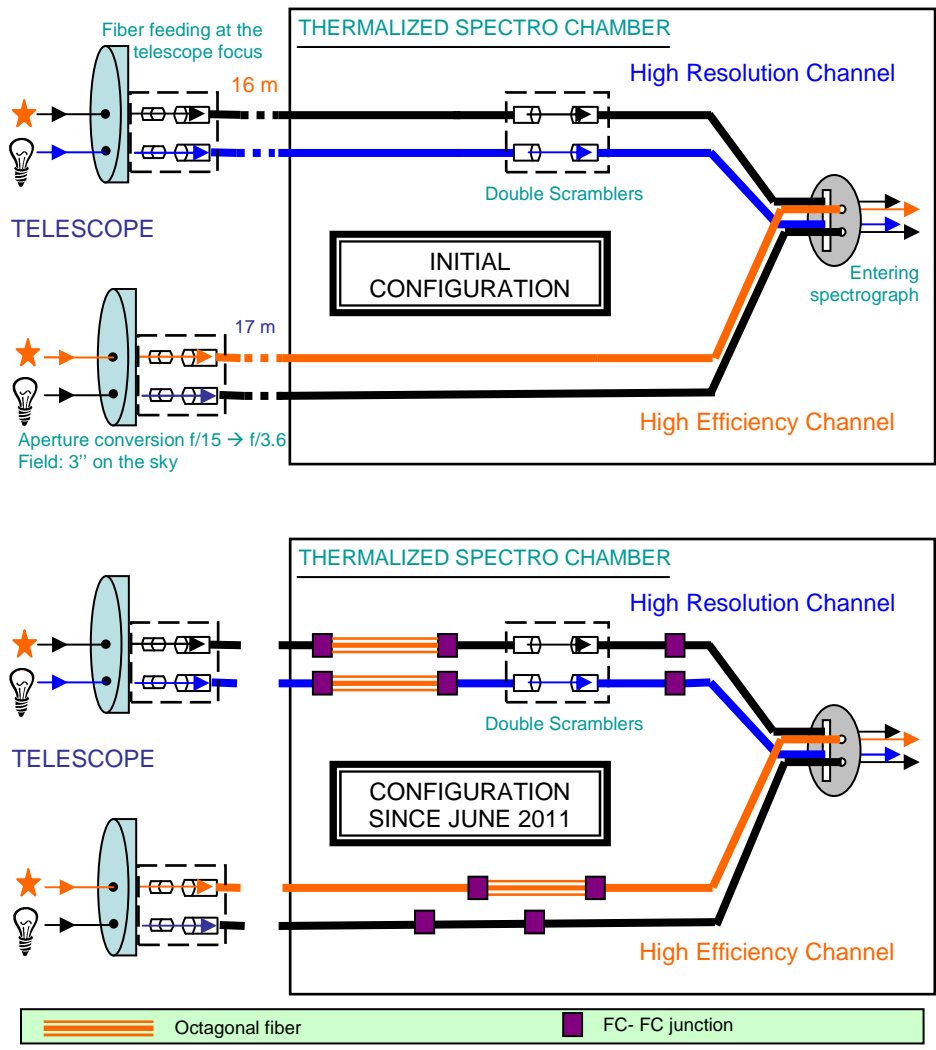 Fiber feeding at the
telescope focus
THERMALIZED SPECTRO CHAMBER
16 m
High Resolution Channel
Double Scramblers
TELESCOPE
INITIAL
CONFIGURATION
Entering
spectrograph
17 m
High Efficiency Channel
Aperture conversion f/15 → f/3.6
Field: 3'' on the sky
THERMALIZED SPECTRO CHAMBER
High Resolution Channel
Double Scramblers
TELESCOPE
CONFIGURATION
SINCE JUNE 2011
High Efficiency Channel
Octagonal fiber
FC- FC junction